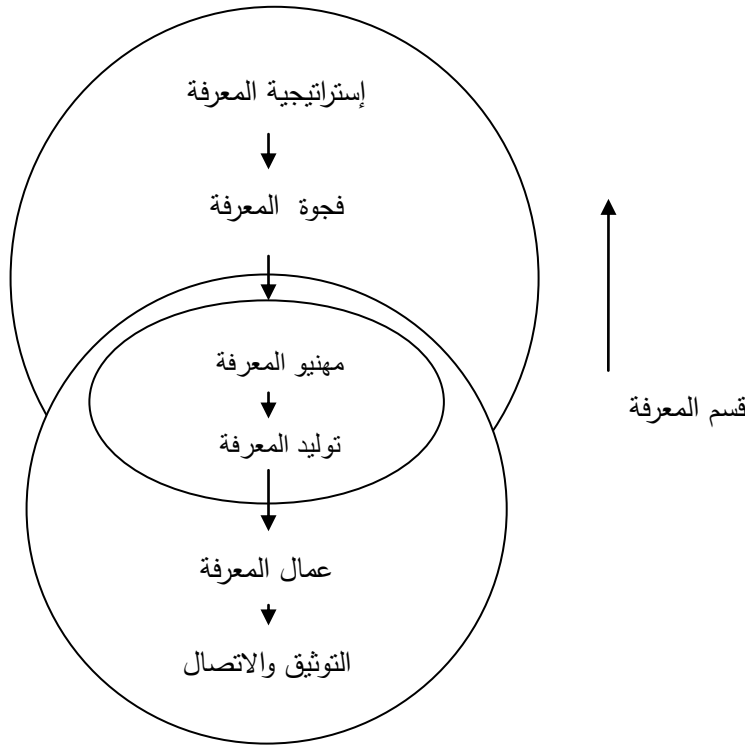 إستراتيجية المعرفة
فجوة المعرفة
مهنيو المعرفة
توليد المعرفة
عمال المعرفة
التوثيق والاتصال
قسم المعرفة